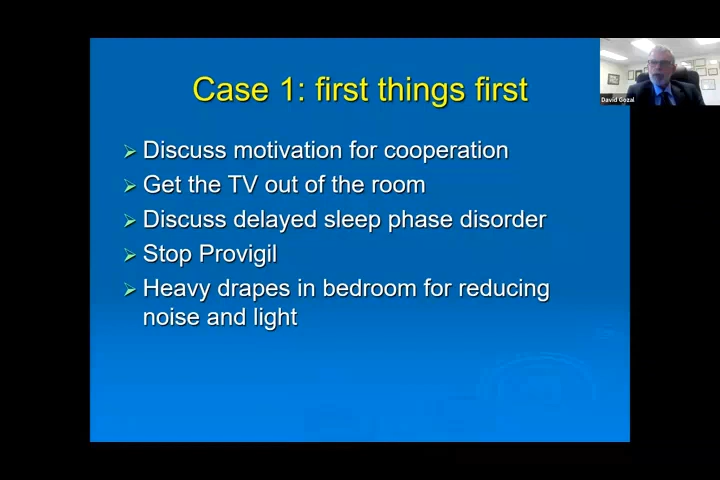 Case 1: first things first
David Gozal
Discuss motivation for cooperation
Get the TV out of the room
Discuss delayed sleep phase disorder
Stop Provigil
Heavy drapes in bedroom for reducing
noise and light